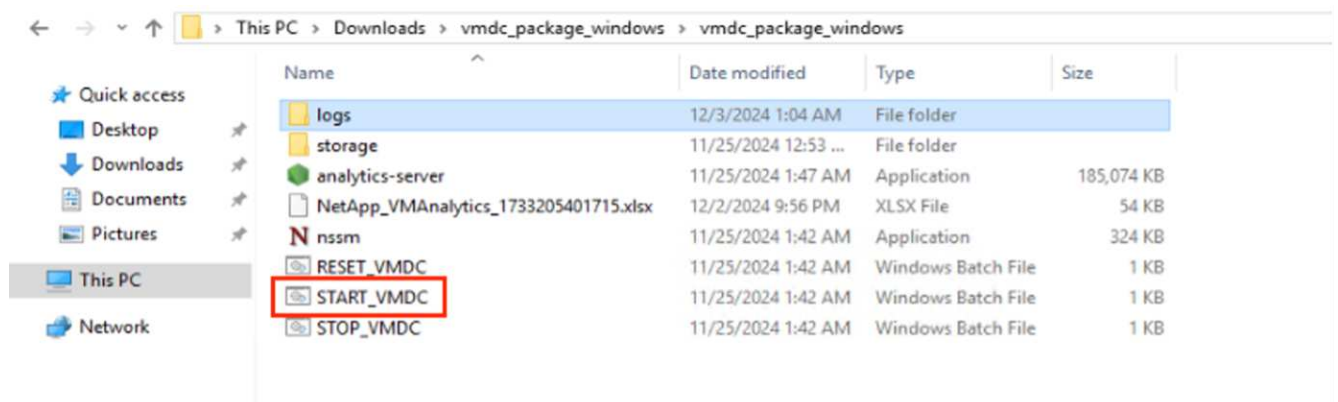 This PC > Downloads > vmdc_package_windows > vmdc_package_windows
Name Date modified Type Size
Quick access
Desktop
Downloads
Documents
Pictures
This PC
Network
logs 12/3/2024 1:04 AM File folder
storage 11/25/2024 12:53 ... File folder
analytics-server 11/25/2024 1:47 AM Application 185,074 KB
NetApp_VMAnalytics_1733205401715.xlsx 12/2/2024 9:56 PM XLSX File 54 KB
nssm 11/25/2024 1:42 AM Application 324 KB
RESET_VMDC 11/25/2024 1:42 AM Windows Batch File 1 KB
START_VMDC 11/25/2024 1:42 AM Windows Batch File 1 KB
STOP_VMDC 11/25/2024 1:42 AM Windows Batch File 1 KB